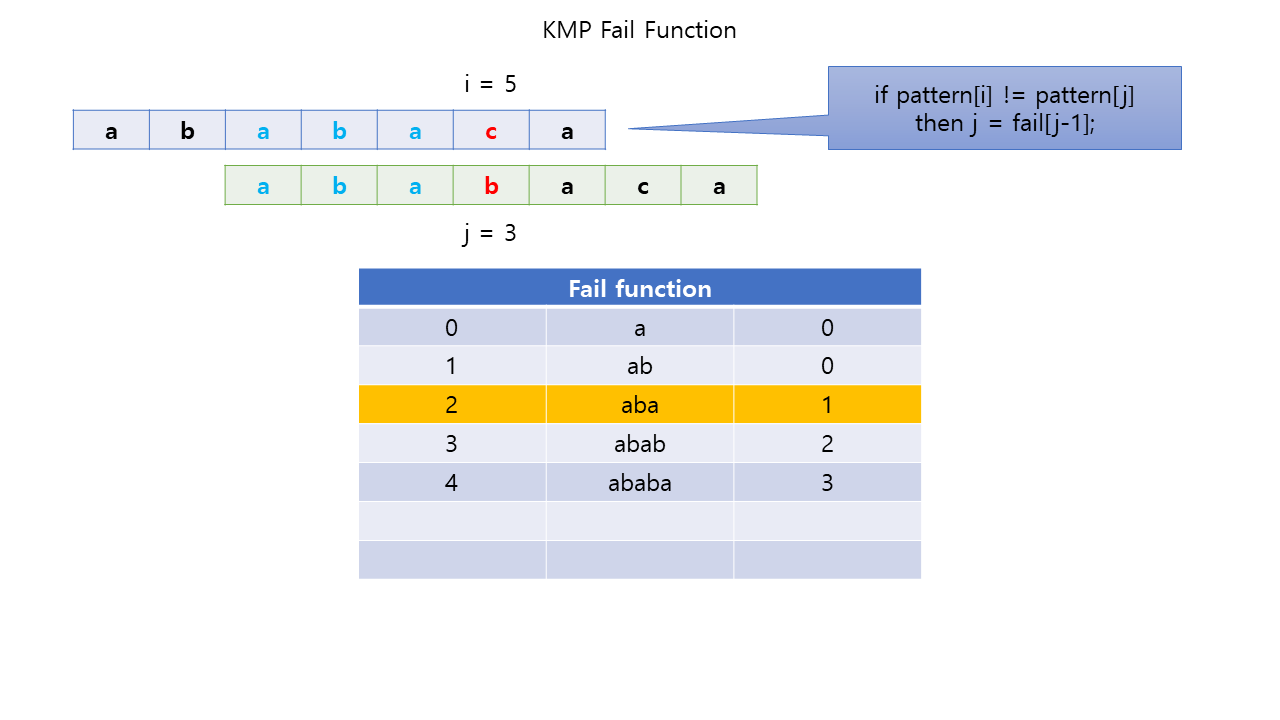 KMP Fail Function
i = 5
if pattern[i] != pattern[j]
then j = fail[j-1];
a b a b a c a
a b a b a c a
j = 3
Fail function
0 a 0
1 ab 0
2 aba 1
3 abab 2
4 ababa 3